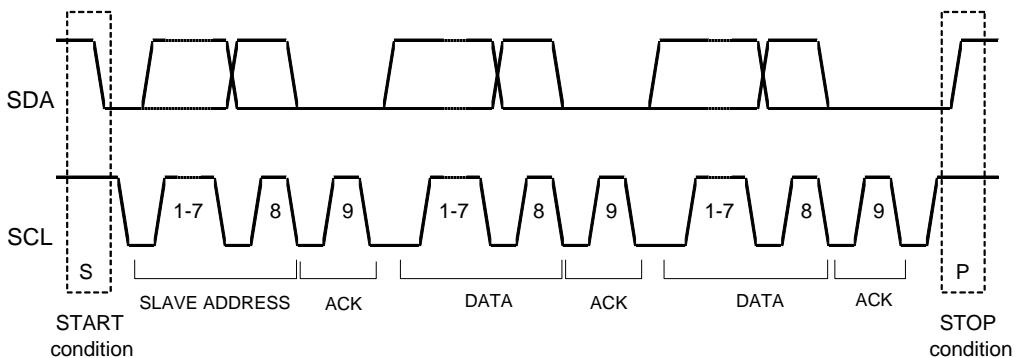 SDA
SCL
1-7 8 9 1-7 8 9 1-7 8 9
S P
SLAVE ADDRESS ACK DATA ACK DATA ACK
START
condition
STOP
condition